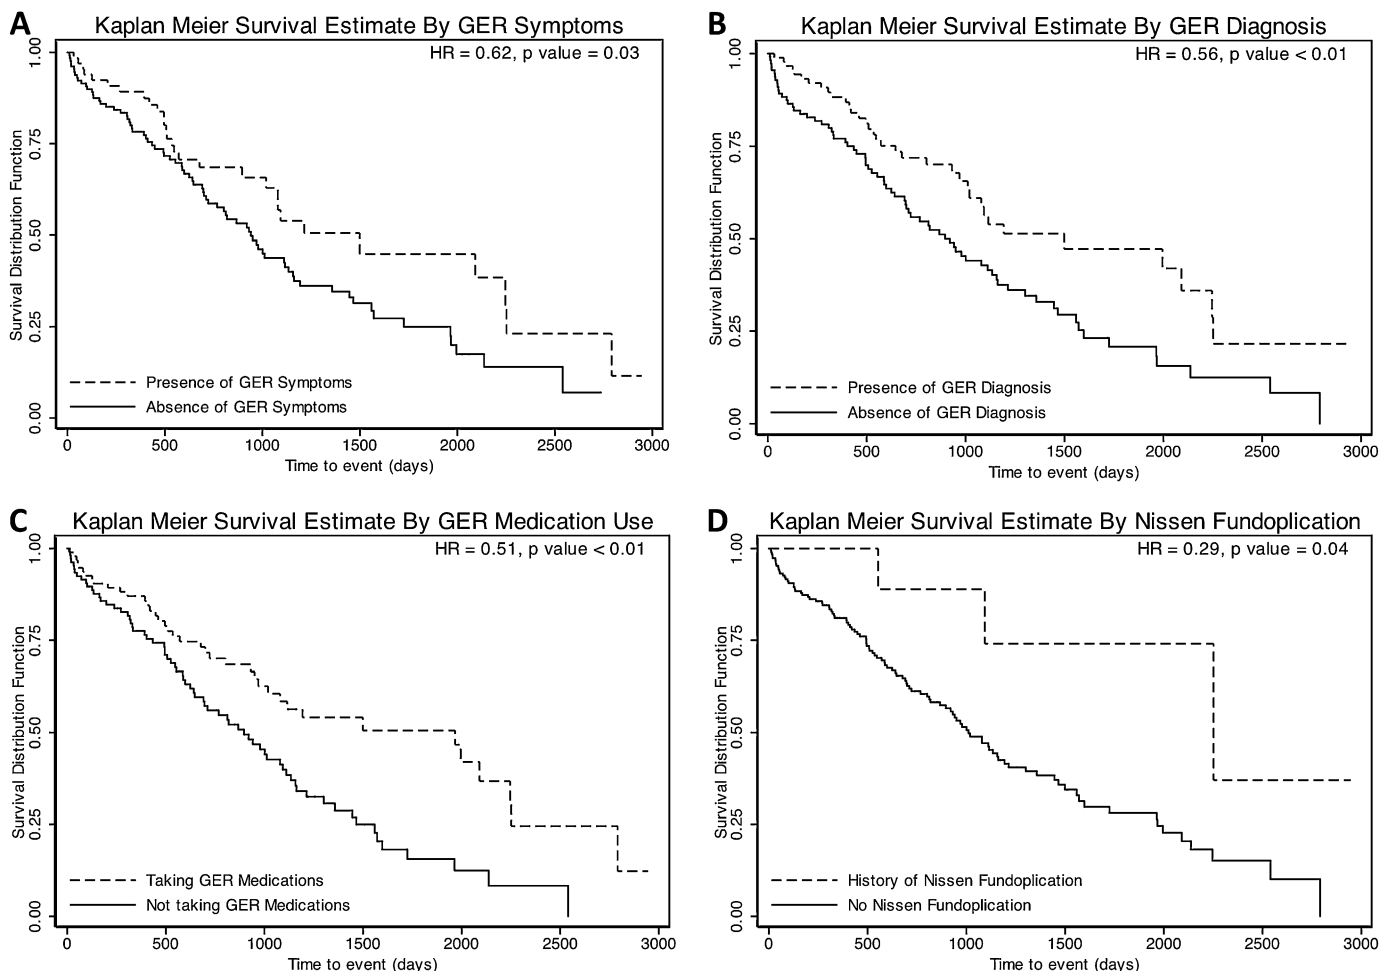 A
Kaplan Meier Survival Estimate By GER Symptoms
HR = 0.62, p value = 0.03
Survival Distribution Function
1.00
0.75
0.50
0.25
0.00
Presence of GER Symptoms
Absence of GER Symptoms
0 500 1000 1500 2000 2500 3000
Time to event (days)
B
Kaplan Meier Survival Estimate By GER Diagnosis
HR = 0.56, p value < 0.01
Survival Distribution Function
1.00
0.75
0.50
0.25
0.00
Presence of GER Diagnosis
Absence of GER Diagnosis
0 500 1000 1500 2000 2500 3000
Time to event (days)
C
Kaplan Meier Survival Estimate By GER Medication Use
HR = 0.51, p value < 0.01
Survival Distribution Function
1.00
0.75
0.50
0.25
0.00
Taking GER Medications
Not taking GER Medications
0 500 1000 1500 2000 2500 3000
Time to event (days)
D
Kaplan Meier Survival Estimate By Nissen Fundoplication
HR = 0.29, p value = 0.04
Survival Distribution Function
1.00
0.75
0.50
0.25
0.00
History of Nissen Fundoplication
No Nissen Fundoplication
0 500 1000 1500 2000 2500 3000
Time to event (days)